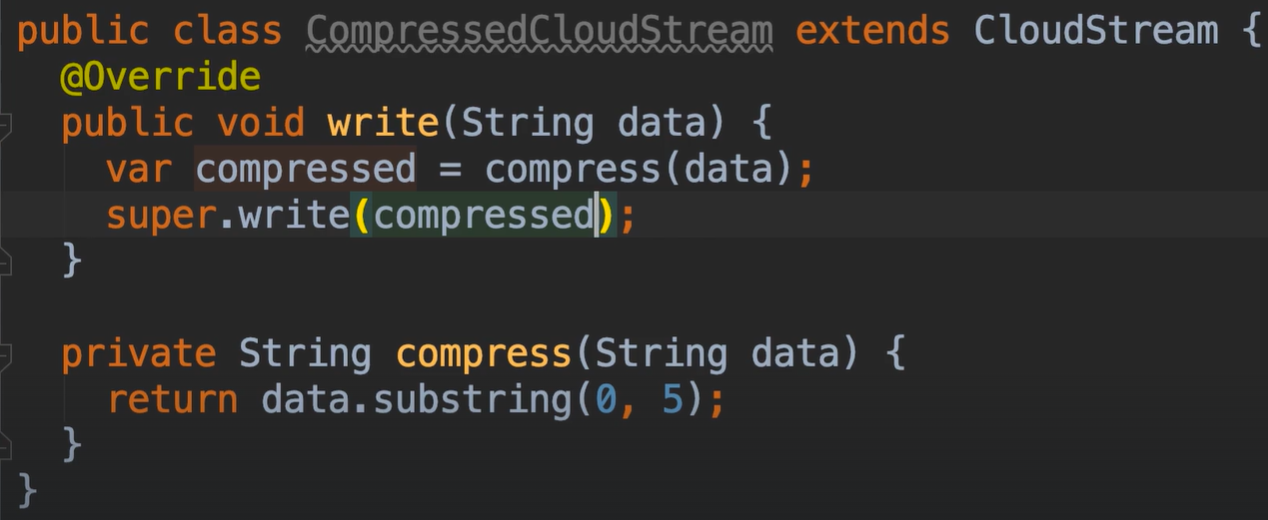 public class CompressedCloudStream extends CloudStream {
@Override
public void write(String data) {
var compressed = compress(data);
super.write(compressed);
}
private String compress(String data) {
return data.substring(0, 5);
}
}